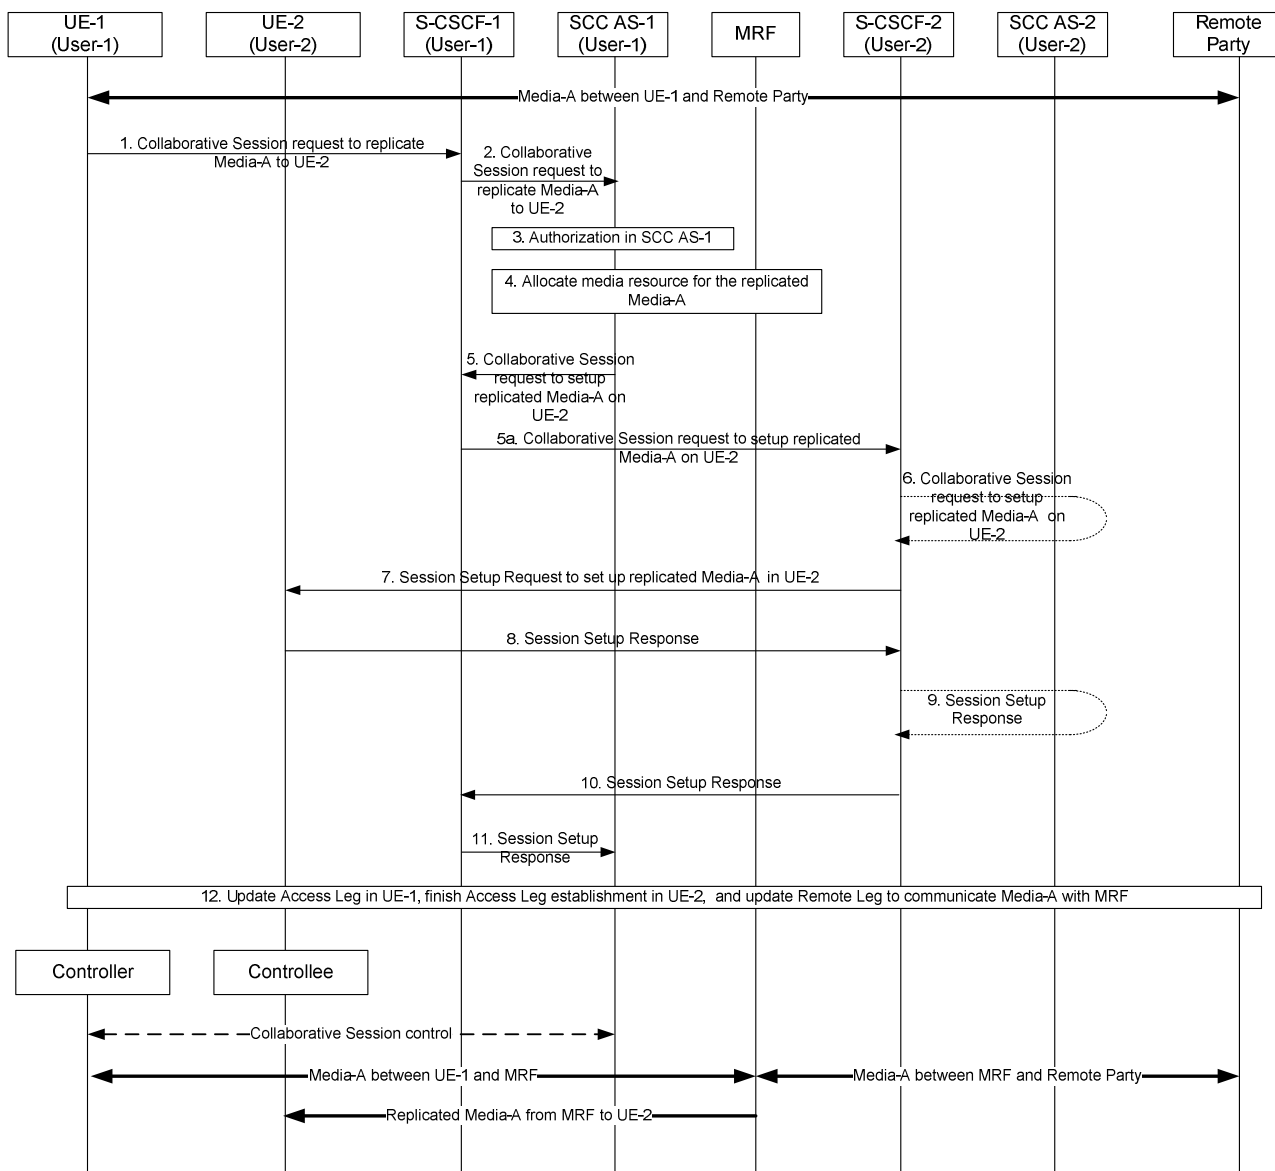 UE-1
(User-1)
UE-2
(User-2)
S-CSCF-1
(User-1)
SCC AS-1
(User-1)
MRF
S-CSCF-2
(User-2)
SCC AS-2
(User-2)
Remote
Party
Media-A between UE-1 and Remote Party
1. Collaborative Session request to replicate
Media-A to UE-2
2. Collaborative
Session request to
replicate Media-A
to UE-2
3. Authorization in SCC AS-1
4. Allocate media resource for the replicated
Media-A
5. Collaborative Session
request to setup
replicated Media-A on
UE-2
5a. Collaborative Session request to setup replicated
Media-A on UE-2
6. Collaborative Session
request to setup
replicated Media-A on
UE-2
7. Session Setup Request to set up replicated Media-A in UE-2
8. Session Setup Response
9. Session Setup
Response
10. Session Setup Response
11. Session Setup
Response
12. Update Access Leg in UE-1, finish Access Leg establishment in UE-2, and update Remote Leg to communicate Media-A with MRF
Controller
Controllee
Collaborative Session control
Media-A between UE-1 and MRF
Media-A between MRF and Remote Party
Replicated Media-A from MRF to UE-2